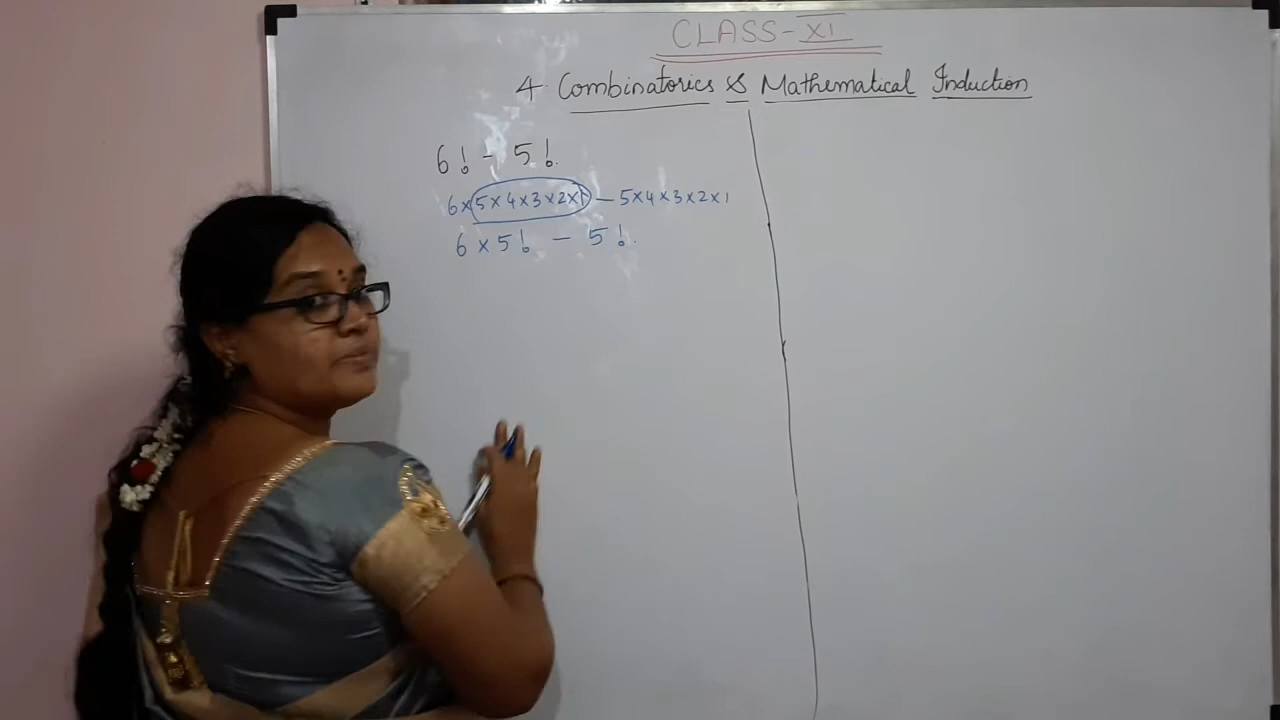 CLASS-XI
4. Combinatorics & Mathematical Induction
6! - 5!.
6×5×4×3×2×1 — 5×4×3×2×1
6×5! — 5!.